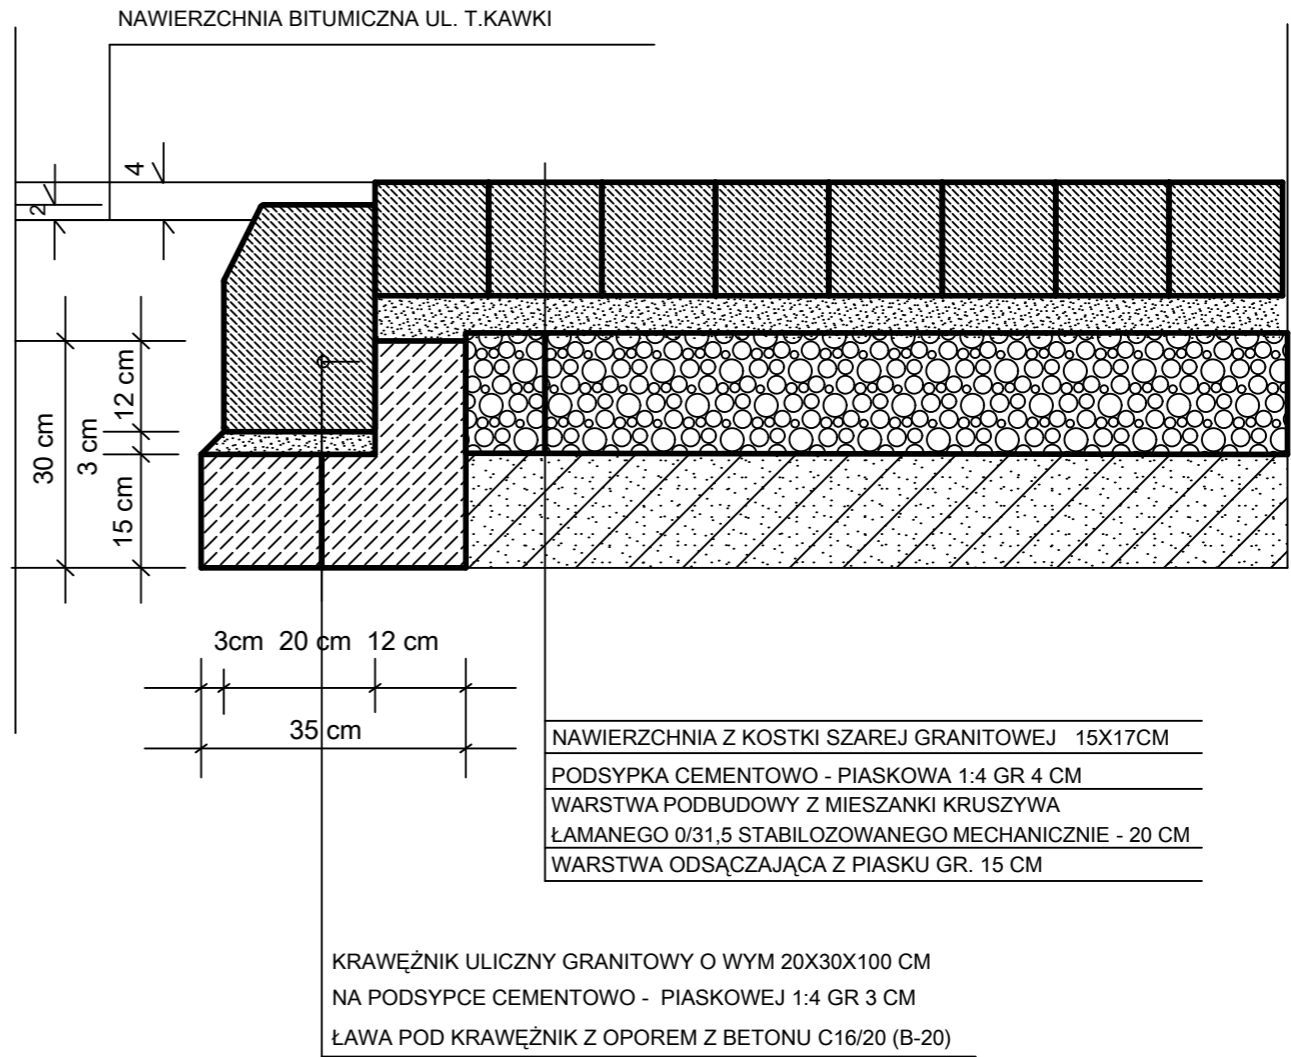 NAWIERZCHNIA BITUMICZNA UL. T.KAWKI
4
2
12 cm
30 cm
3 cm
15 cm
3cm 20 cm 12 cm
35 cm
NAWIERZCHNIA Z KOSTKI SZAREJ GRANITOWEJ 15X17CM
PODSYPKA CEMENTOWO - PIASKOWA 1:4 GR 4 CM
WARSTWA PODBUDOWY Z MIESZANKI KRUSZYWA
ŁAMANEGO 0/31,5 STABILOZOWANEGO MECHANICZNIE - 20 CM
WARSTWA ODSĄCZAJĄCA Z PIASKU GR. 15 CM
KRAWĘŻNIK ULICZNY GRANITOWY O WYM 20X30X100 CM
NA PODSYPCE CEMENTOWO - PIASKOWEJ 1:4 GR 3 CM
ŁAWA POD KRAWĘŻNIK Z OPOREM Z BETONU C16/20 (B-20)